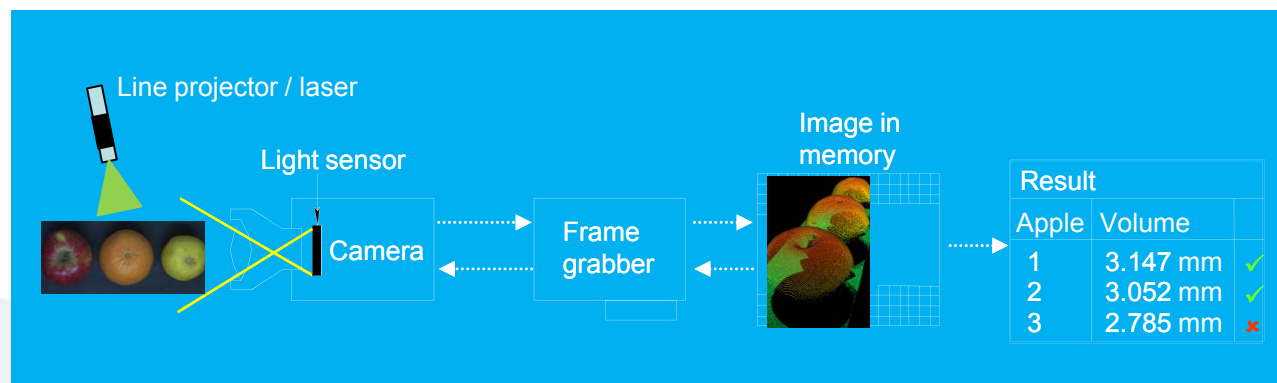 Line projector / laser
Light sensor
Camera
Frame
grabber
Image in
memory
Result
Apple Volume
1 3.147 mm ✓
2 3.052 mm ✓
3 2.785 mm ✘